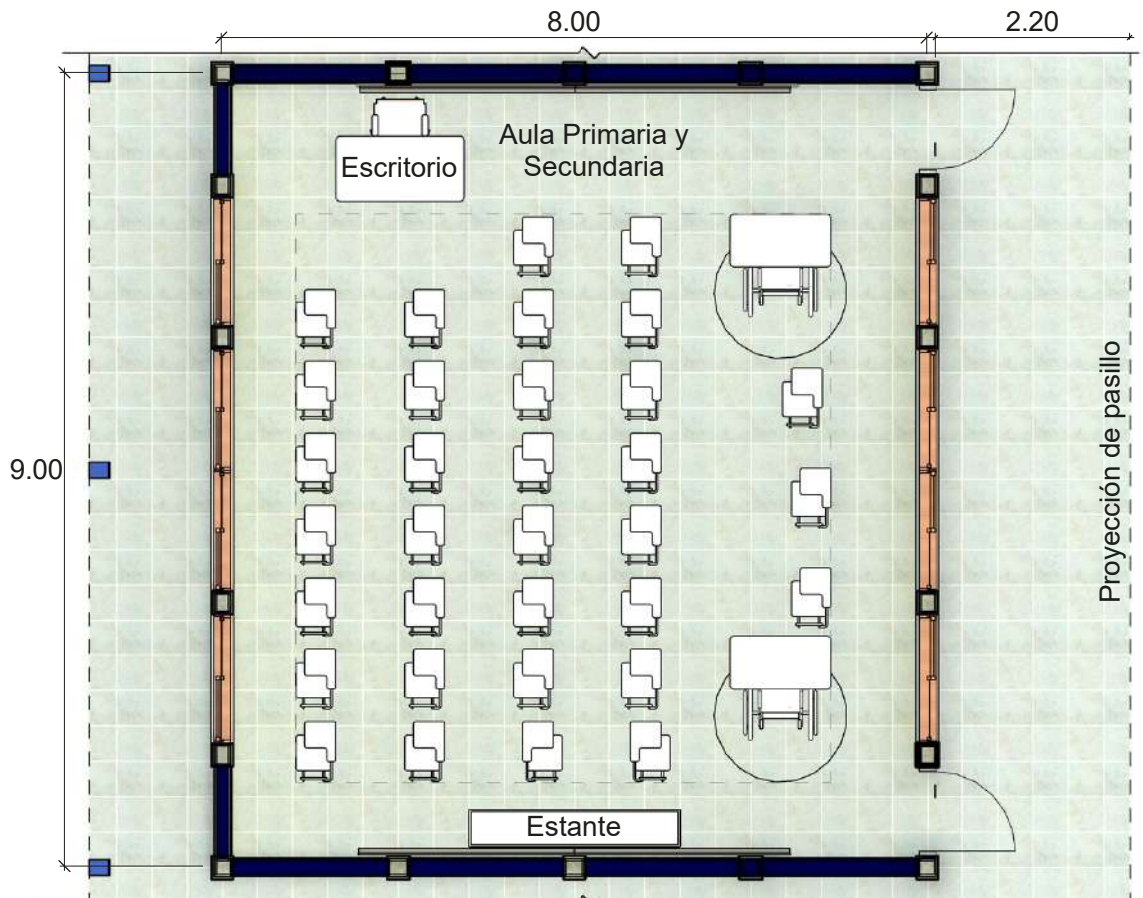 8.00
2.20
Aula Primaria y
Secundaria
Escritorio
9.00
Proyección de pasillo
Estante